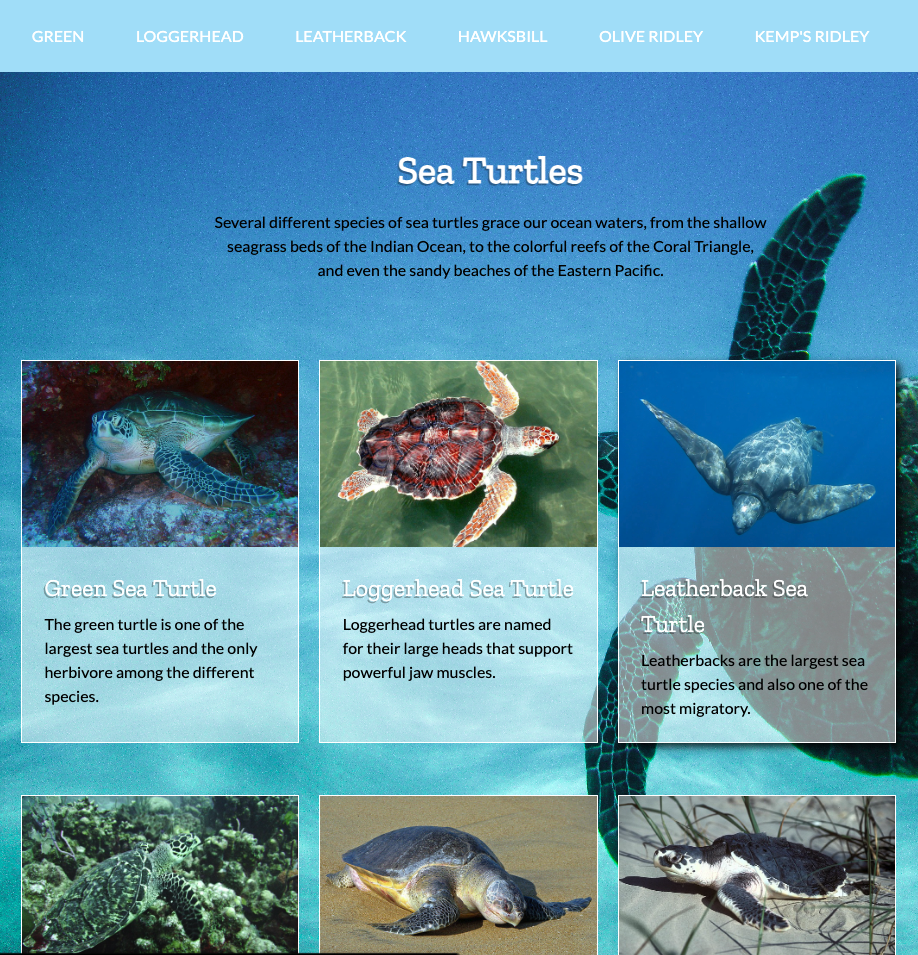 GREEN LOGGERHEAD LEATHERBACK HAWKSBILL OLIVE RIDLEY KEMP'S RIDLEY
Sea Turtles
Several different species of sea turtles grace our ocean waters, from the shallow
seagrass beds of the Indian Ocean, to the colorful reefs of the Coral Triangle,
and even the sandy beaches of the Eastern Pacific.
Green Sea Turtle
The green turtle is one of the
largest sea turtles and the only
herbivore among the different
species.
Loggerhead Sea Turtle
Loggerhead turtles are named
for their large heads that support
powerful jaw muscles.
Leatherback Sea
Turtle
Leatherbacks are the largest sea
turtle species and also one of the
most migratory.